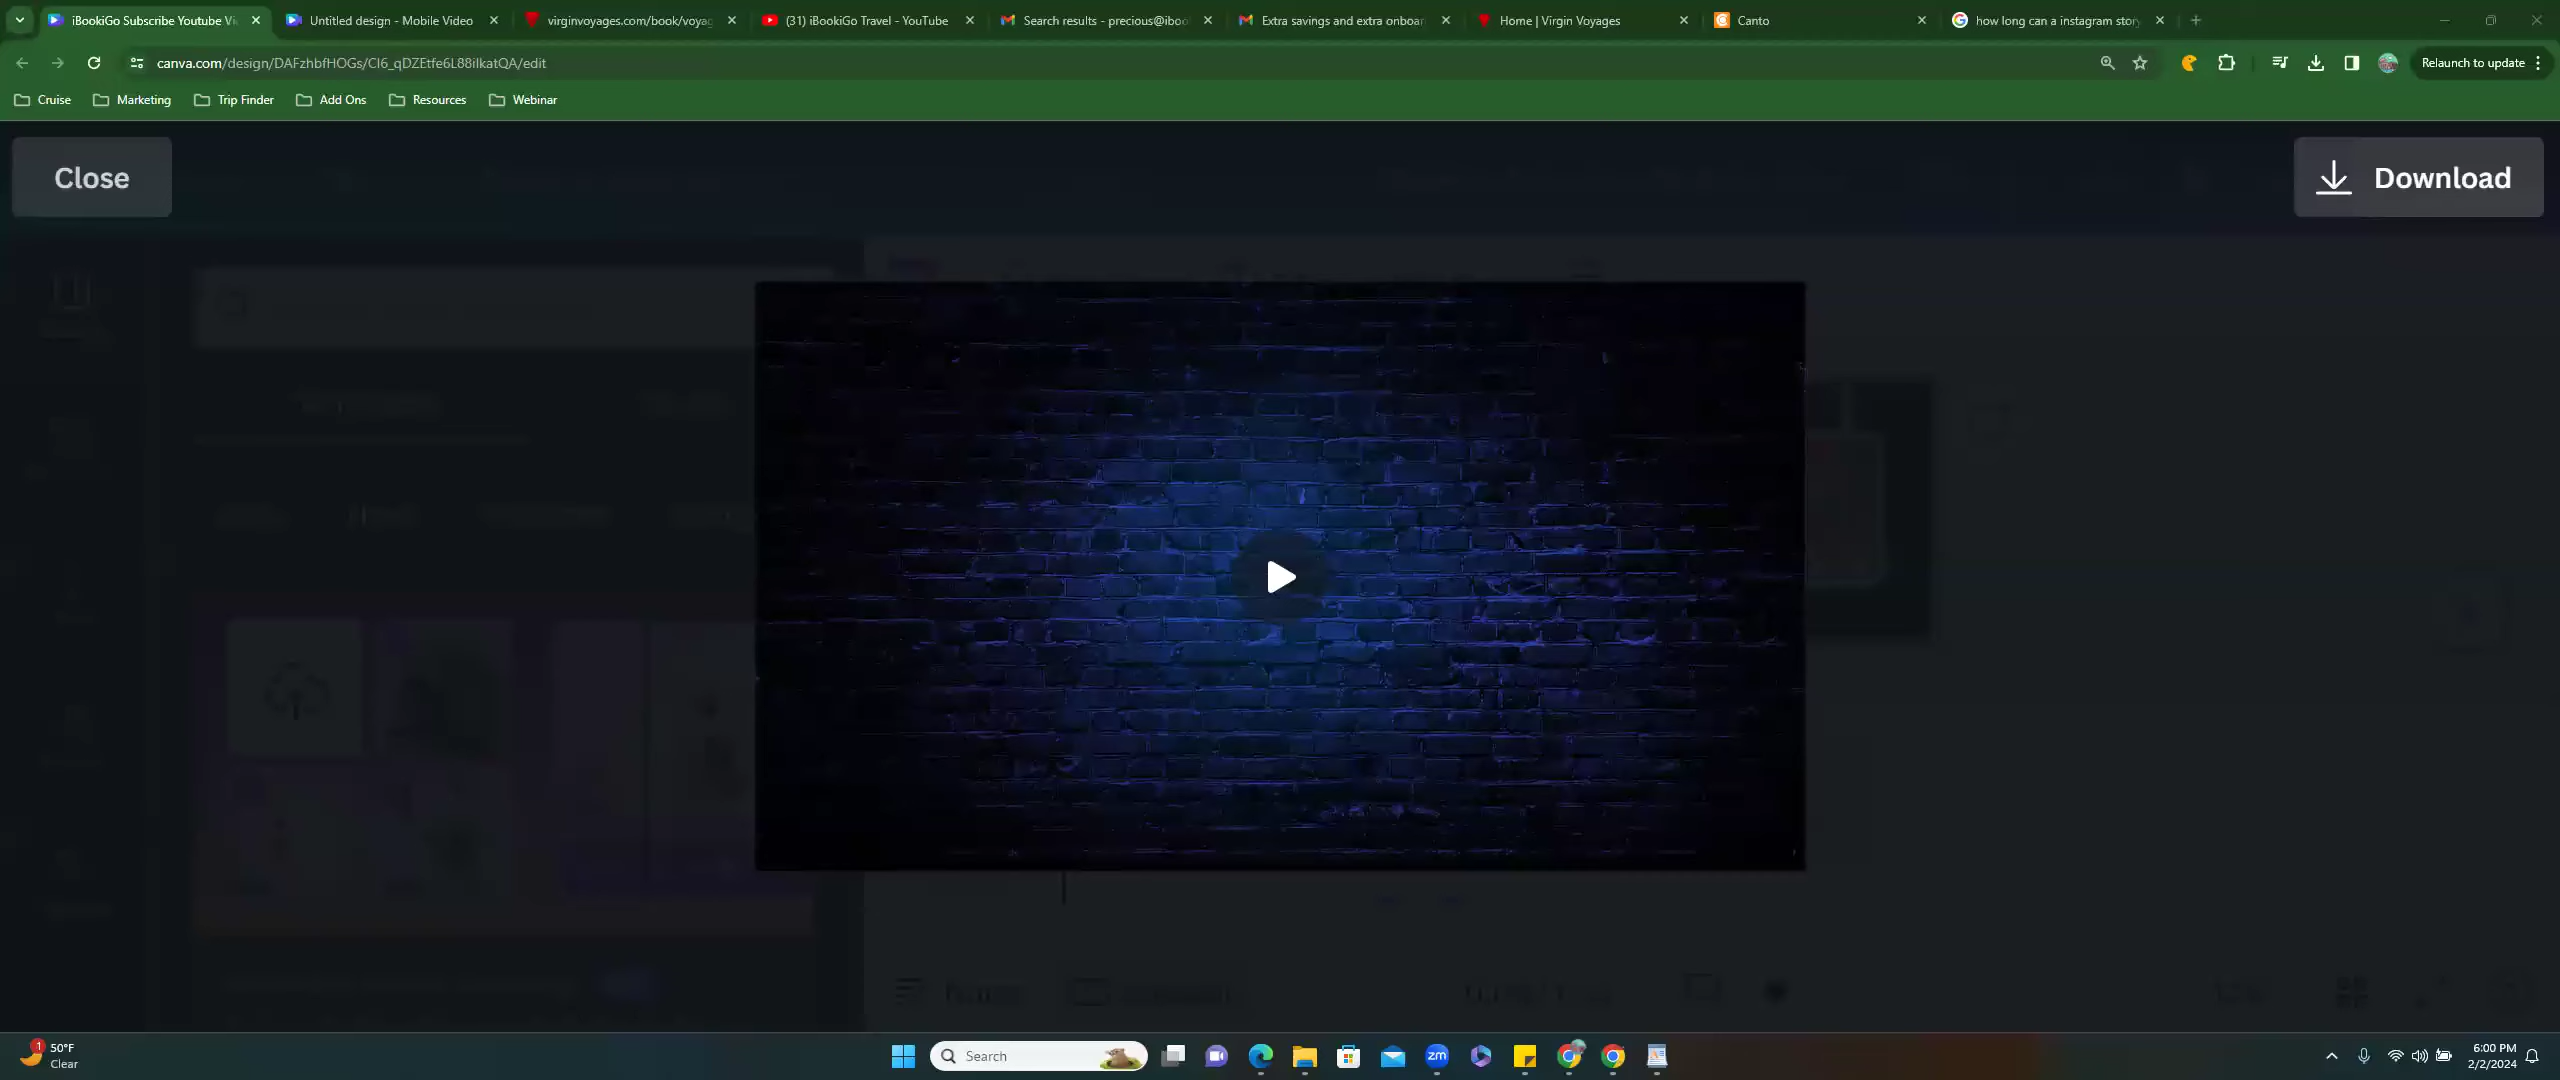 iBookiGo Subscribe Youtube Vi
Untitled design - Mobile Video
virginvoyages.com/book/voyag
(31) iBookiGo Travel - YouTube
Search results - precious@iboo
Extra savings and extra onboar
Home | Virgin Voyages
Canto
how long can a instagram story
canva.com/design/DAFzhbfHOGs/CI6_qDZEtfe6L88iIkatQA/edit
Relaunch to update
Cruise
Marketing
Trip Finder
Add Ons
Resources
Webinar
Close
Download
1
50°F
Clear
Search
zm
6:00 PM
2/2/2024